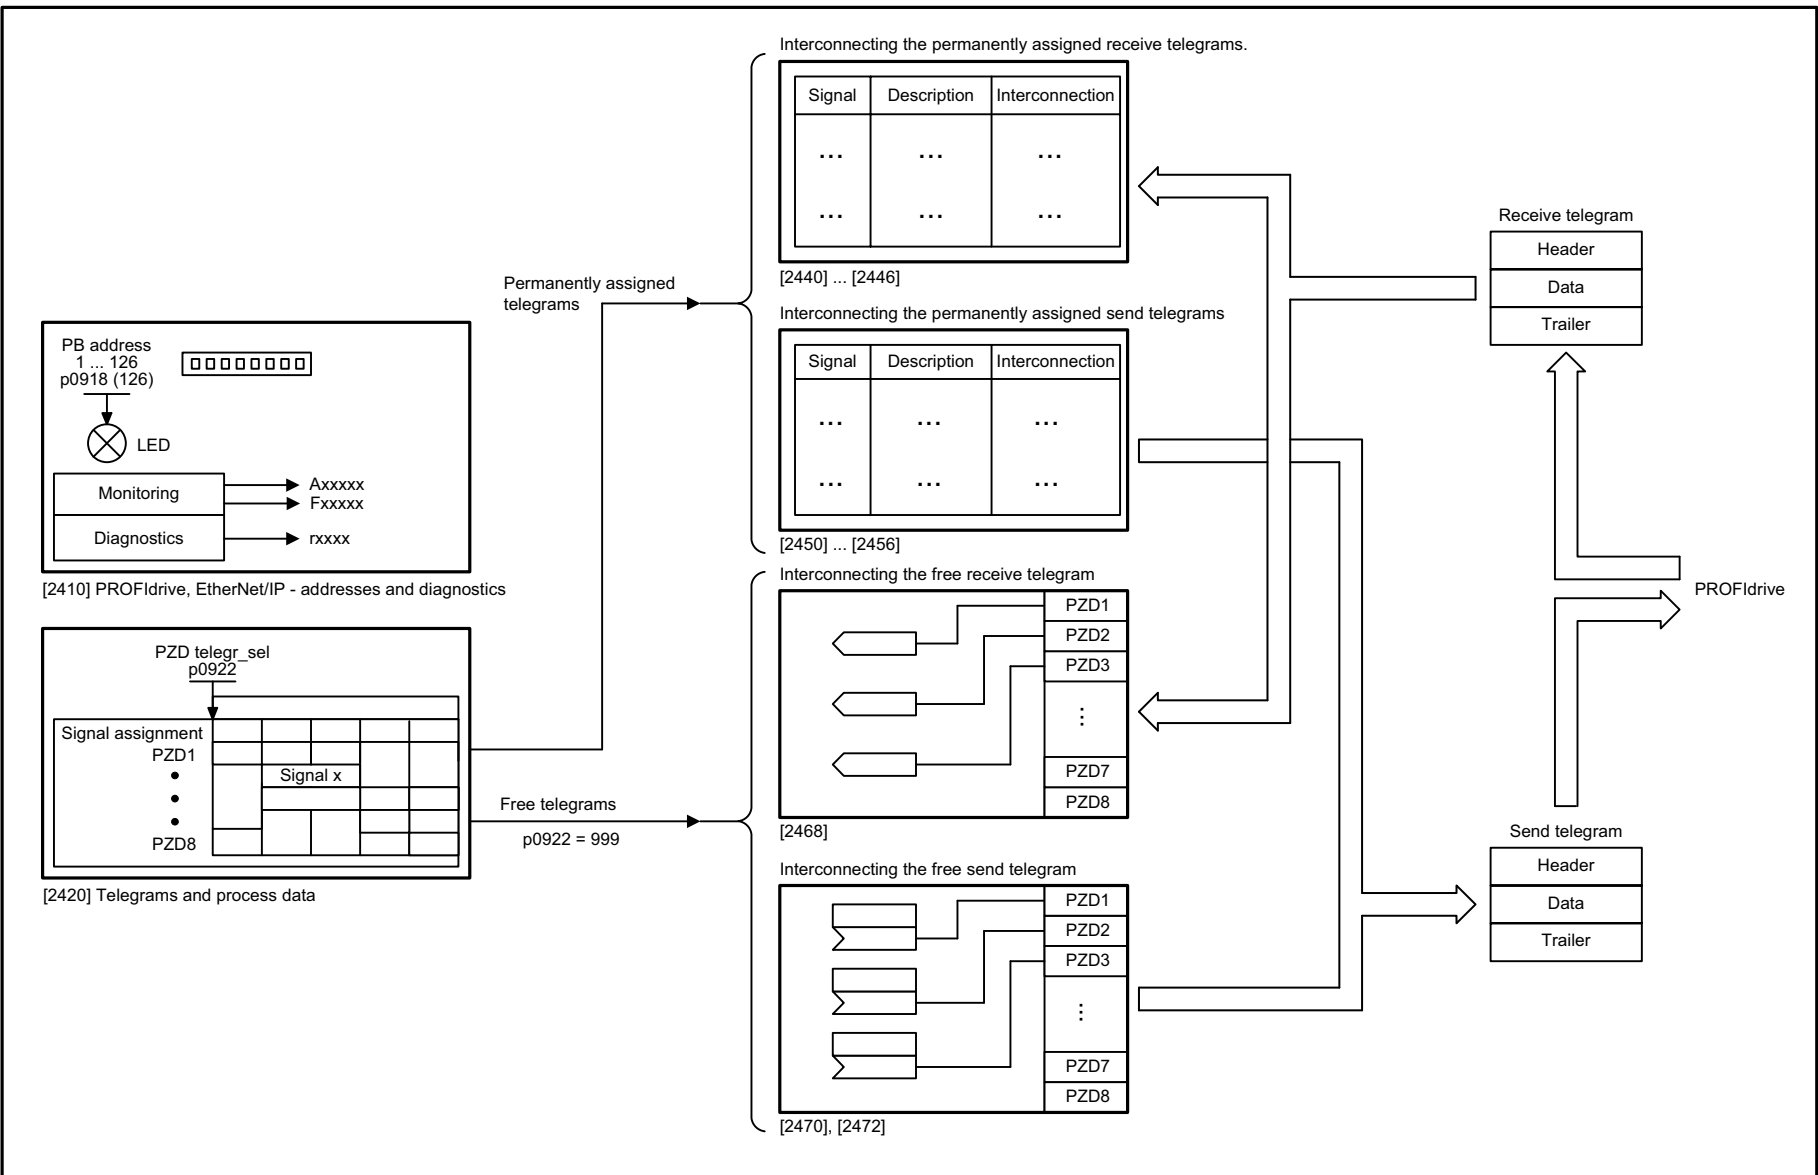 Interconnecting the permanently assigned receive telegrams.
Signal Description Interconnection
... ... ...
... ... ...
[2440] ... [2446]
Permanently assigned
telegrams
Interconnecting the permanently assigned send telegrams
Signal Description Interconnection
... ... ...
... ... ...
[2450] ... [2456]
PB address
1 ... 126
p0918 (126)
LED
Monitoring
Axxxxx
Fxxxxx
Diagnostics
rxxxx
[2410] PROFIdrive, EtherNet/IP - addresses and diagnostics
PZD telegr_sel
p0922
Signal assignment
PZD1
Signal x
PZD8
[2420] Telegrams and process data
Free telegrams
p0922 = 999
Interconnecting the free receive telegram
PZD1
PZD2
PZD3
...
PZD7
PZD8
[2468]
Interconnecting the free send telegram
PZD1
PZD2
PZD3
...
PZD7
PZD8
[2470], [2472]
Receive telegram
Header
Data
Trailer
PROFIdrive
Send telegram
Header
Data
Trailer